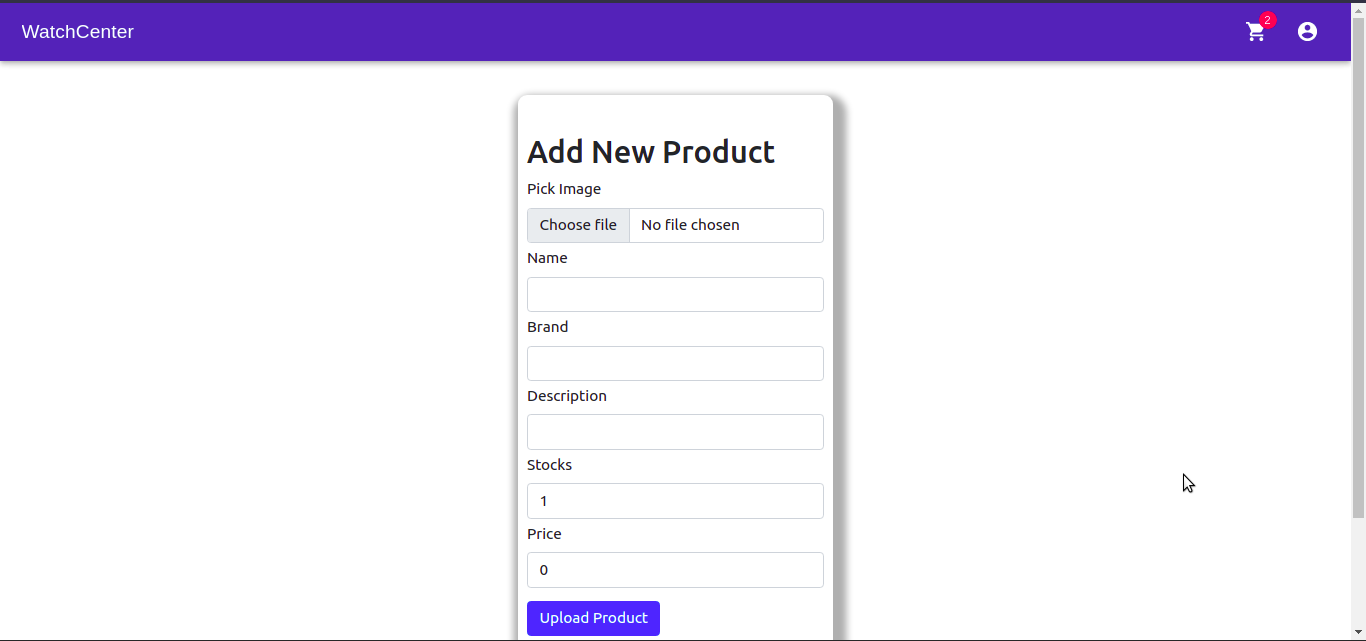 WatchCenter
2
Add New Product
Pick Image
Choose file No file chosen
Name
Brand
Description
Stocks
1
Price
0
Upload Product